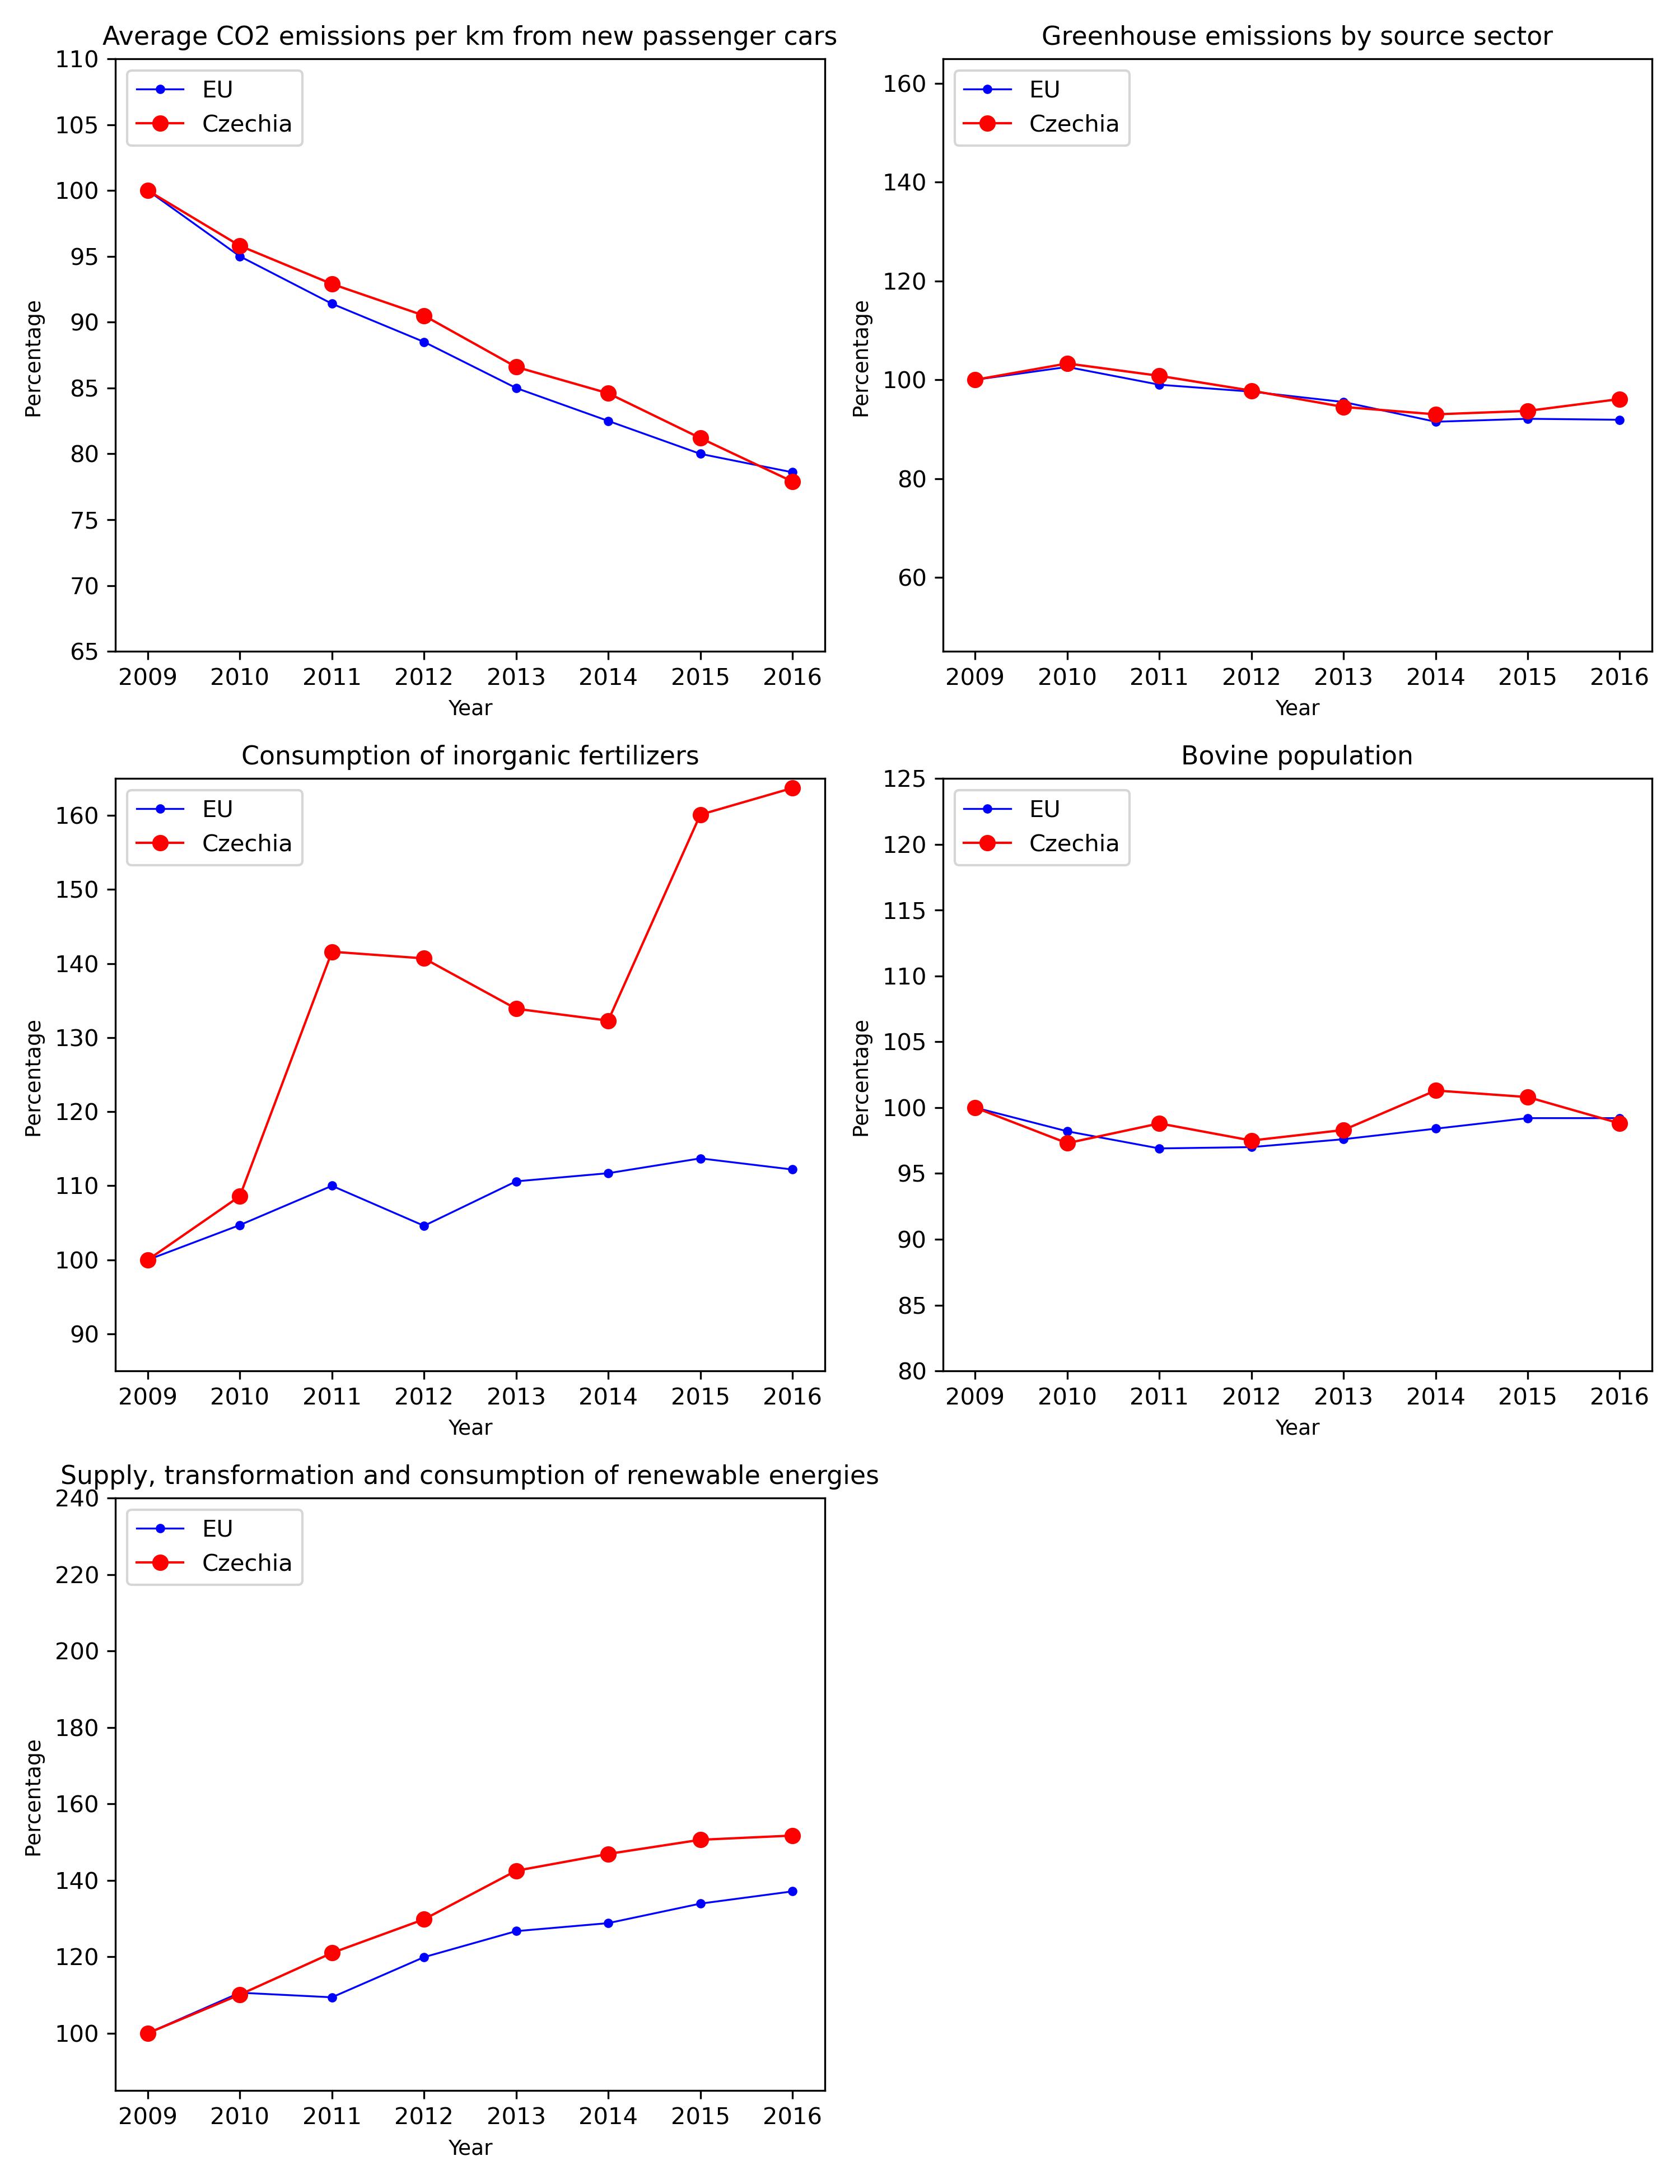 Average CO2 emissions per km from new passenger cars
110
105
100
95
90
85
80
75
70
65
Percentage
EU
Czechia
2009 2010 2011 2012 2013 2014 2015 2016
Year
Greenhouse emissions by source sector
160
140
120
100
80
60
Percentage
EU
Czechia
2009 2010 2011 2012 2013 2014 2015 2016
Year
Consumption of inorganic fertilizers
160
150
140
130
120
110
100
90
Percentage
EU
Czechia
2009 2010 2011 2012 2013 2014 2015 2016
Year
Bovine population
125
120
115
110
105
100
95
90
85
80
Percentage
EU
Czechia
2009 2010 2011 2012 2013 2014 2015 2016
Year
Supply, transformation and consumption of renewable energies
240
220
200
180
160
140
120
100
Percentage
EU
Czechia
2009 2010 2011 2012 2013 2014 2015 2016
Year